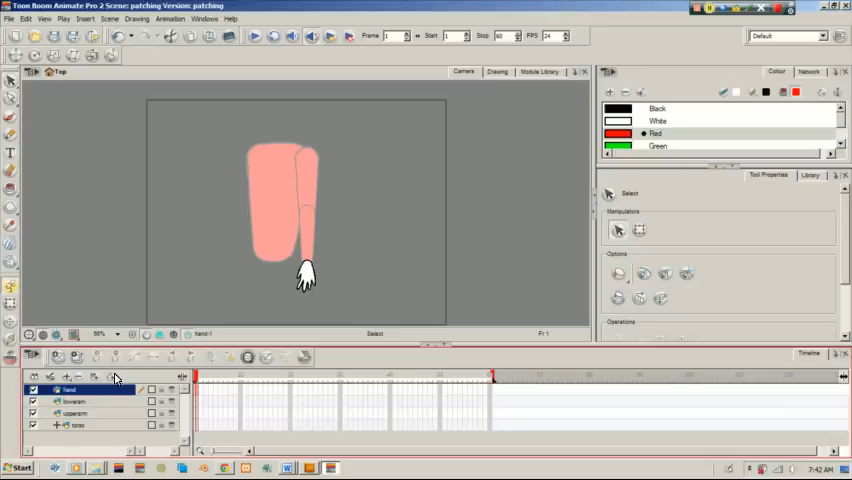 Toon Boom Animate Pro 2 Scene: patching Version: patching
File Edit View Play Insert Scene Drawing Animation Windows Help
Frame 1 Start 1 Stop 60 FPS 24 Default
Top Camera Drawing Module Library Colour Network
Black
White
Red
Green
Tool Properties Library
Select
Manipulators
Options
Operations
hand-1 Select Fr 1
Timeline
hand
lowerarm
upperarm
torso
Start 7:42 AM